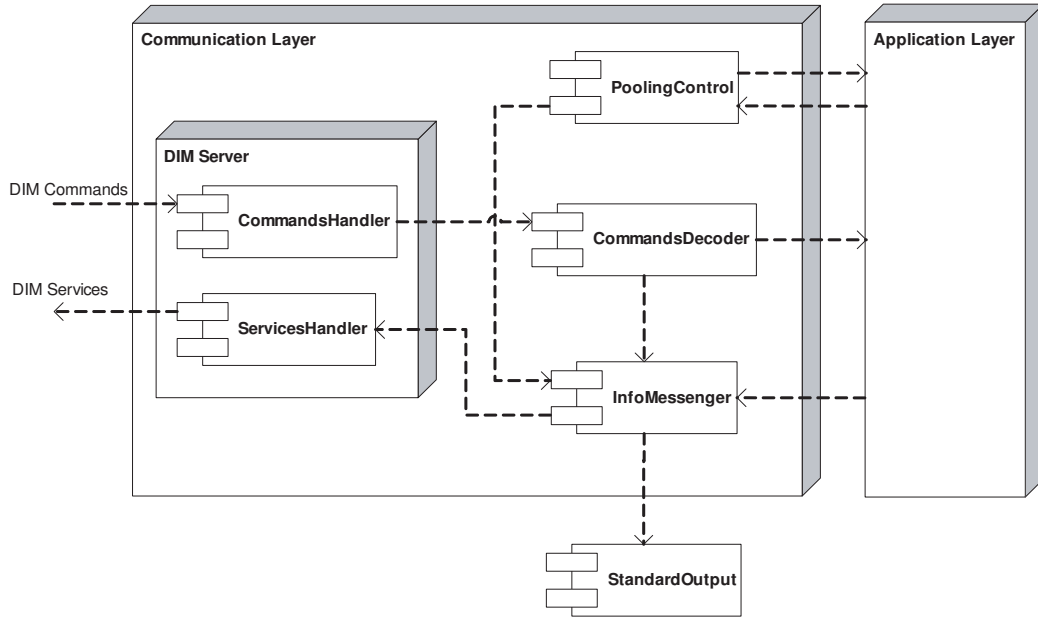 Communication Layer
Application Layer
PoolingControl
DIM Server
DIM Commands
CommandsHandler
CommandsDecoder
DIM Services
ServicesHandler
InfoMessenger
StandardOutput